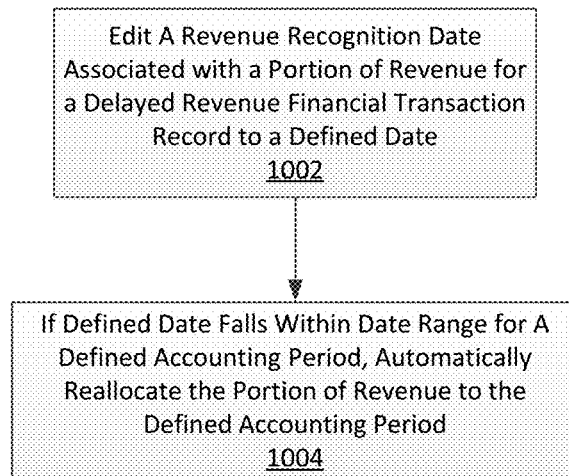 Edit A Revenue Recognition Date
Associated with a Portion of Revenue for
a Delayed Revenue Financial Transaction
Record to a Defined Date
1002
If Defined Date Falls Within Date Range for A
Defined Accounting Period, Automatically
Reallocate the Portion of Revenue to the
Defined Accounting Period
1004